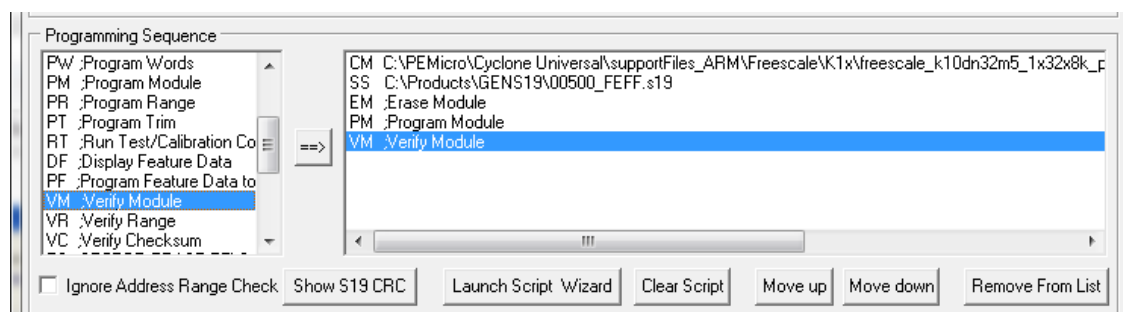 Programming Sequence
PW ;Program Words
PM ;Program Module
PR ;Program Range
PT ;Program Trim
RT ;Run Test/Calibration Co
DF ;Display Feature Data
PF ;Program Feature Data to
VM ;Verify Module
VR ;Verify Range
VC ;Verify Checksum
==>
CM C:\PEMicro\Cyclone Universal\supportFiles_ARM\Freescale\K1x\freescale_k10dn32m5_1x32x8k_p
SS C:\Products\GENS19\00500_FEFF.s19
EM ;Erase Module
PM ;Program Module
VM ;Verify Module
Ignore Address Range Check
Show S19 CRC
Launch Script Wizard
Clear Script
Move up
Move down
Remove From List